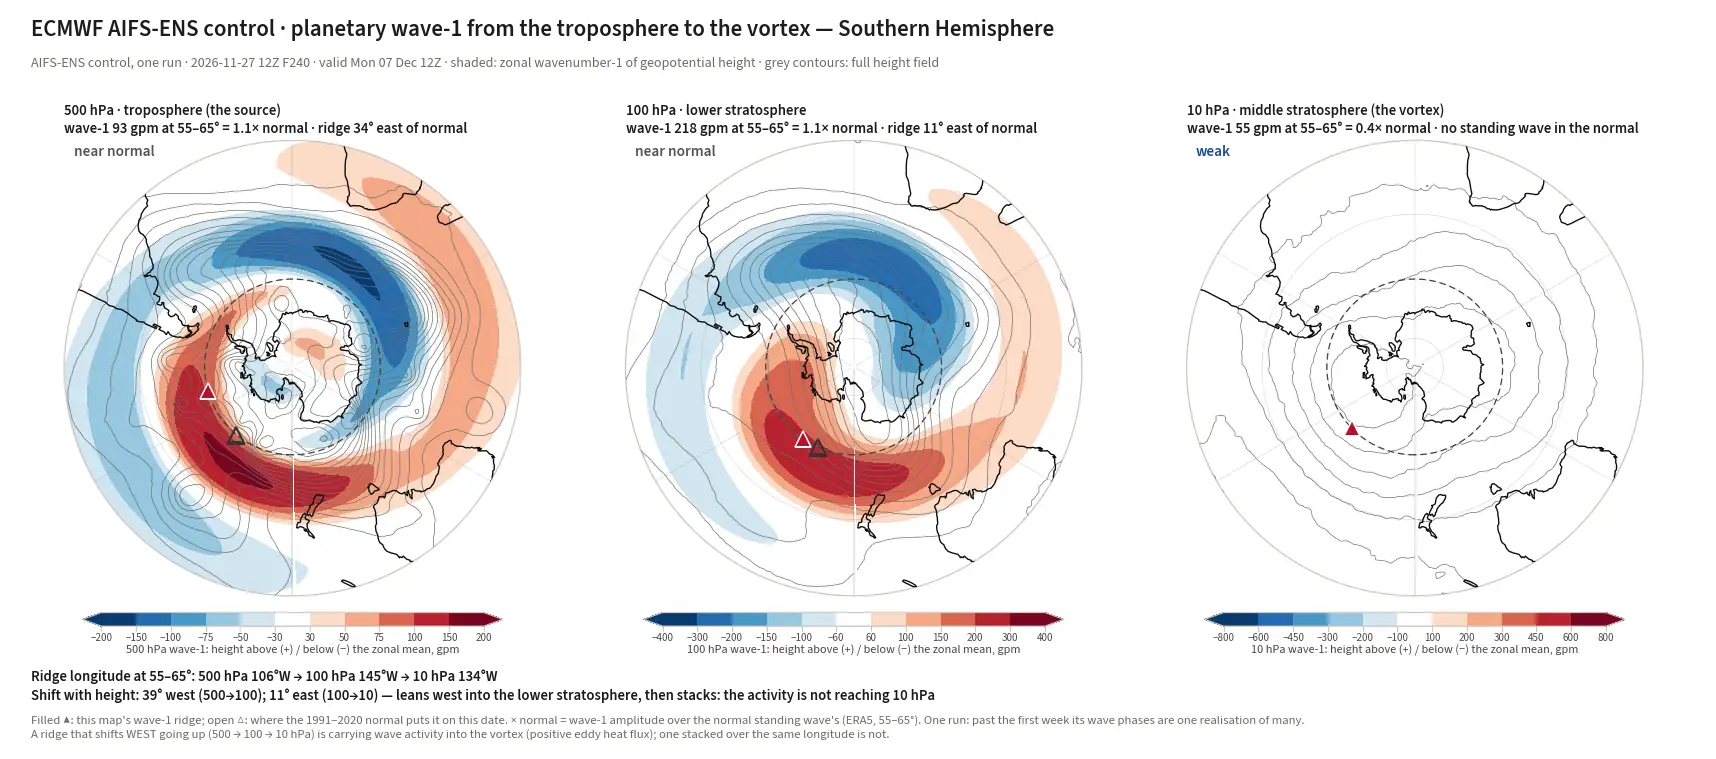 ECMWF AIFS-ENS control · planetary wave-1 from the troposphere to the vortex — Southern Hemisphere
AIFS-ENS control, one run · 2026-11-27 12Z F240 · valid Mon 07 Dec 12Z · shaded: zonal wavenumber-1 of geopotential height · grey contours: full height field
500 hPa · troposphere (the source)
wave-1 93 gpm at 55–65° = 1.1× normal · ridge 34° east of normal
near normal
100 hPa · lower stratosphere
wave-1 218 gpm at 55–65° = 1.1× normal · ridge 11° east of normal
near normal
10 hPa · middle stratosphere (the vortex)
wave-1 55 gpm at 55–65° = 0.4× normal · no standing wave in the normal
weak
−200 −150 −100 −75 −50 −30 30 50 75 100 150 200
500 hPa wave-1: height above (+) / below (−) the zonal mean, gpm
−400 −300 −200 −150 −100 −60 60 100 150 200 300 400
100 hPa wave-1: height above (+) / below (−) the zonal mean, gpm
−800 −600 −450 −300 −200 −100 100 200 300 450 600 800
10 hPa wave-1: height above (+) / below (−) the zonal mean, gpm
Ridge longitude at 55–65°: 500 hPa 106°W → 100 hPa 145°W → 10 hPa 134°W
Shift with height: 39° west (500→100); 11° east (100→10) — leans west into the lower stratosphere, then stacks: the activity is not reaching 10 hPa
Filled ▲: this map's wave-1 ridge; open △: where the 1991–2020 normal puts it on this date. × normal = wave-1 amplitude over the normal standing wave's (ERA5, 55–65°). One run: past the first week its wave phases are one realisation of many.
A ridge that shifts WEST going up (500 → 100 → 10 hPa) is carrying wave activity into the vortex (positive eddy heat flux); one stacked over the same longitude is not.